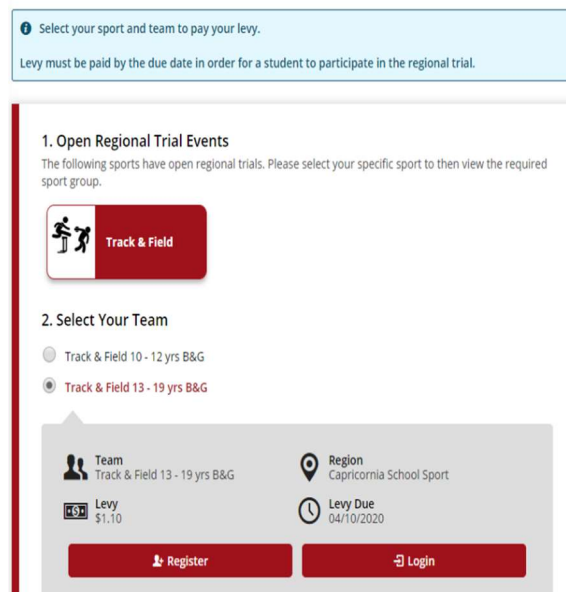 Select your sport and team to pay your levy.
Levy must be paid by the due date in order for a student to participate in the regional trial.
1. Open Regional Trial Events
The following sports have open regional trials. Please select your specific sport to then view the required
sport group.
Track & Field
2. Select Your Team
Track & Field 10 - 12 yrs B&G
Track & Field 13 - 19 yrs B&G
Team
Track & Field 13 - 19 yrs B&G
Region
Capricornia School Sport
Levy
$1.10
Levy Due
04/10/2020
Register
Login